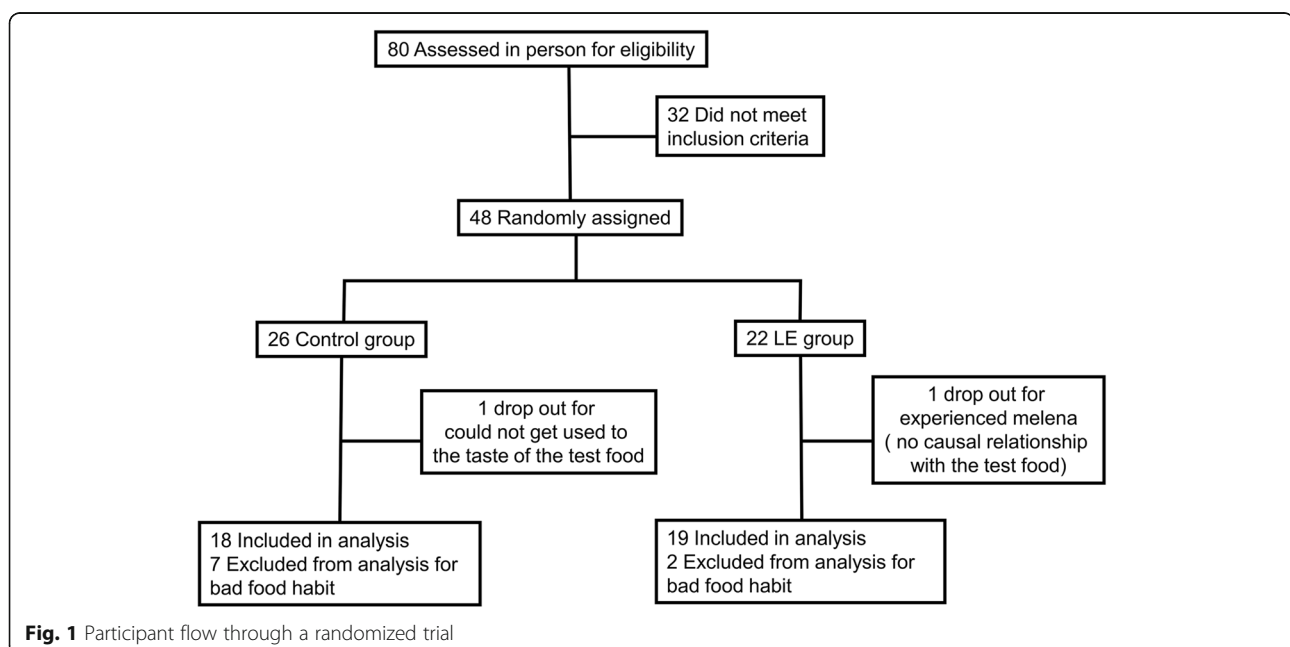 80 Assessed in person for eligibility
32 Did not meet
inclusion criteria
48 Randomly assigned
26 Control group
22 LE group
1 drop out for
could not get used to
the taste of the test food
1 drop out for
experienced melena
( no causal relationship
with the test food)
18 Included in analysis
7 Excluded from analysis for
bad food habit
19 Included in analysis
2 Excluded from analysis for
bad food habit
Fig. 1 Participant flow through a randomized trial